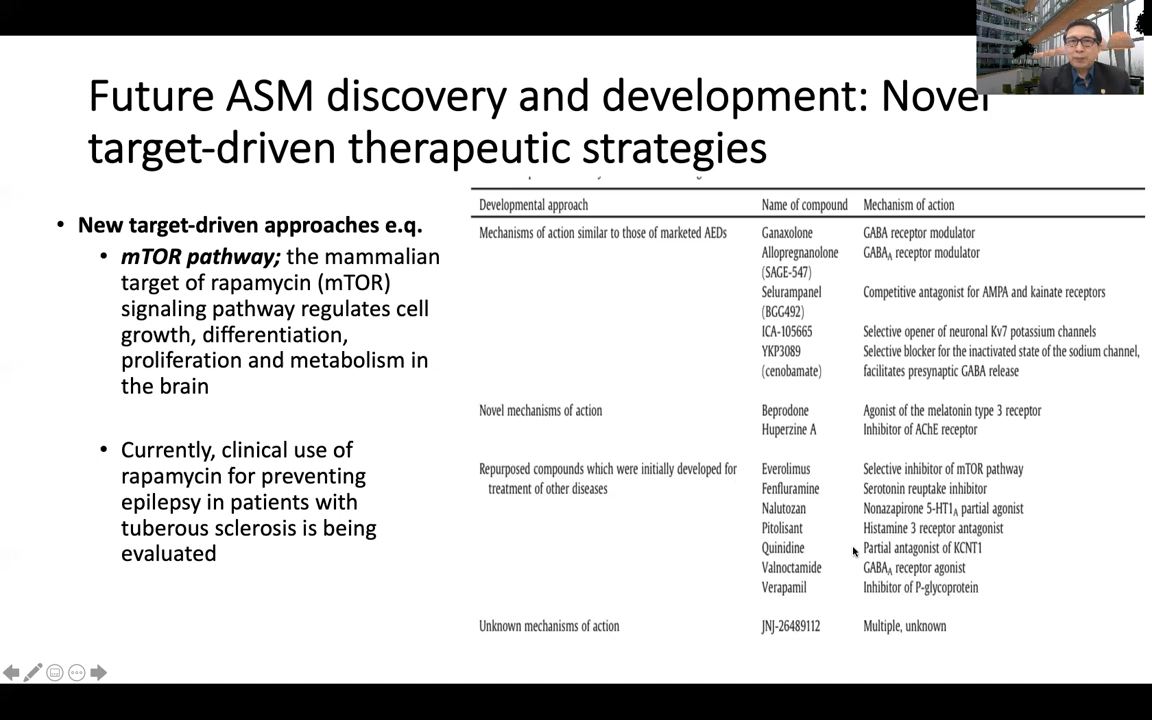 Future ASM discovery and development: Novel
target-driven therapeutic strategies
• New target-driven approaches e.q.
• mTOR pathway; the mammalian
target of rapamycin (mTOR)
signaling pathway regulates cell
growth, differentiation,
proliferation and metabolism in
the brain
• Currently, clinical use of
rapamycin for preventing
epilepsy in patients with
tuberous sclerosis is being
evaluated
Developmental approach Name of compound Mechanism of action
Mechanisms of action similar to those of marketed AEDs Ganaxolone GABA receptor modulator
Allopregnanolone GABAA receptor modulator
(SAGE-547)
Selurampanel Competitive antagonist for AMPA and kainate receptors
(BGG492)
ICA-105665 Selective opener of neuronal Kv7 potassium channels
YKP3089 Selective blocker for the inactivated state of the sodium channel,
(cenobamate) facilitates presynaptic GABA release
Novel mechanisms of action Beprodone Agonist of the melatonin type 3 receptor
Huperzine A Inhibitor of AChE receptor
Repurposed compounds which were initially developed for Everolimus Selective inhibitor of mTOR pathway
treatment of other diseases Fenfluramine Serotonin reuptake inhibitor
Nalutozan Nonazapirone 5-HT1A partial agonist
Pitolisant Histamine 3 receptor antagonist
Quinidine Partial antagonist of KCNT1
Valnoctamide GABAA receptor agonist
Verapamil Inhibitor of P-glycoprotein
Unknown mechanisms of action JNJ-26489112 Multiple, unknown